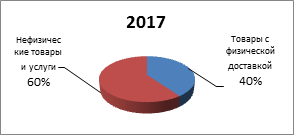 2017
Нефизичес
кие товары
и услуги
60%
Товары с
физической
доставкой
40%